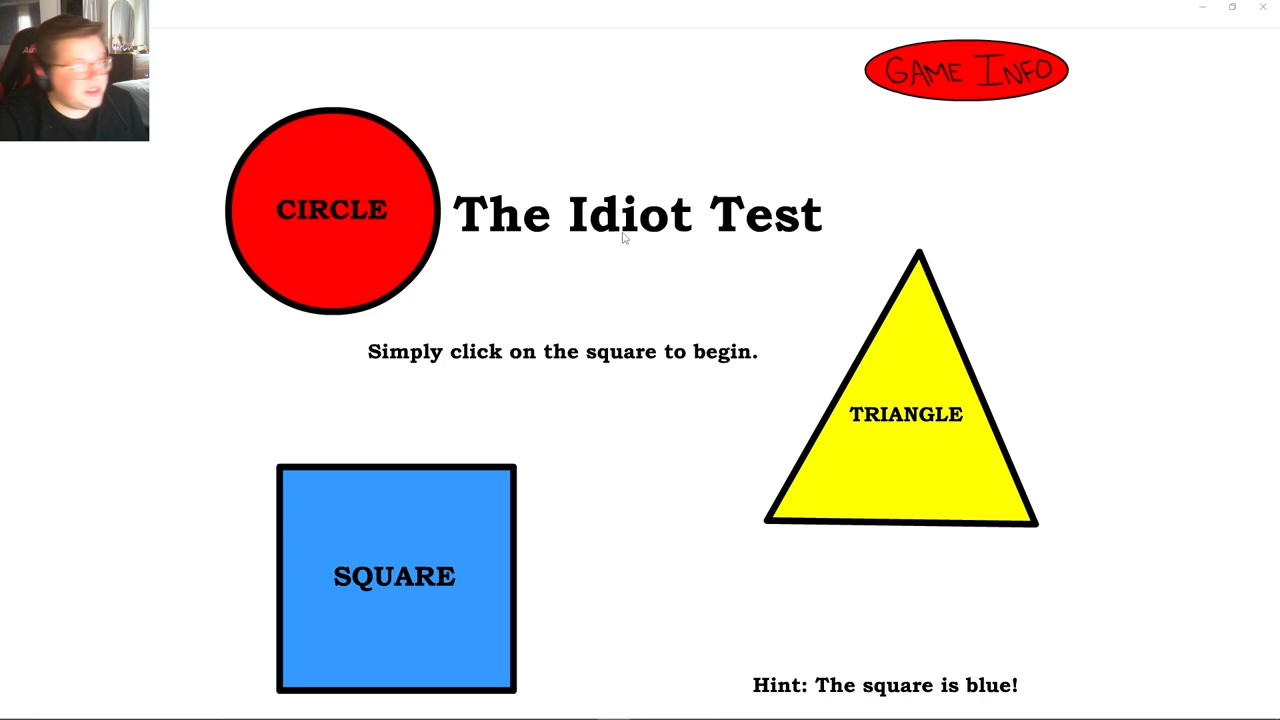 GAME INFO
CIRCLE
The Idiot Test
Simply click on the square to begin.
TRIANGLE
SQUARE
Hint: The square is blue!